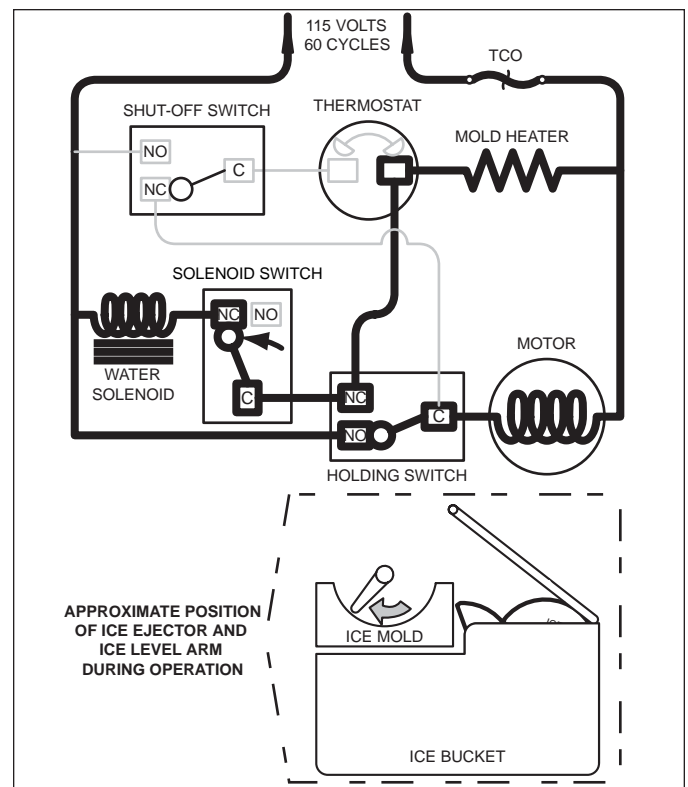 115 VOLTS
60 CYCLES
TCO
SHUT-OFF SWITCH
THERMOSTAT
MOLD HEATER
NO
C
NC
SOLENOID SWITCH
NC
NO
MOTOR
WATER
SOLENOID
C
NC
C
NO
HOLDING SWITCH
APPROXIMATE POSITION
OF ICE EJECTOR AND
ICE LEVEL ARM
DURING OPERATION
ICE MOLD
ICE BUCKET